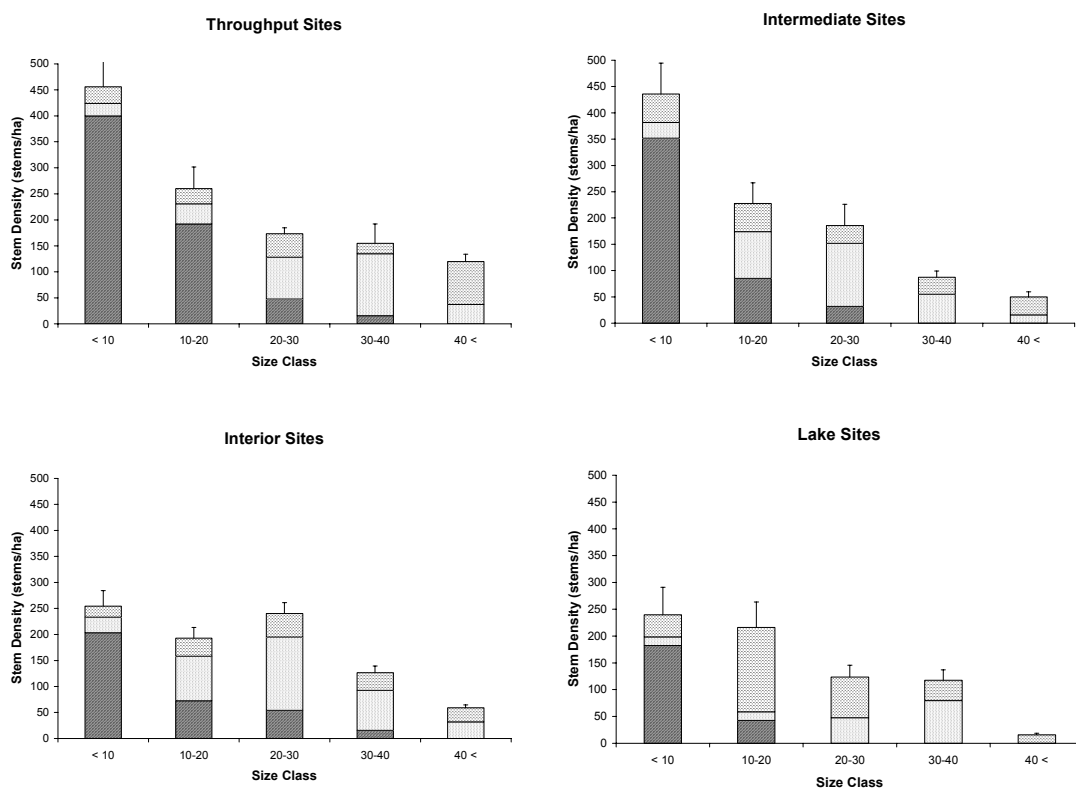 Throughput Sites
500
450
400
350
300
250
200
150
100
50
0
Stem Density (stems/ha)
< 10 10-20 20-30 30-40 40 <
Size Class
Intermediate Sites
500
450
400
350
300
250
200
150
100
50
0
Stem Density (stems/ha)
< 10 10-20 20-30 30-40 40 <
Size Class
Interior Sites
500
450
400
350
300
250
200
150
100
50
0
Stem Density (stems/ha)
< 10 10-20 20-30 30-40 40 <
Size Class
Lake Sites
500
450
400
350
300
250
200
150
100
50
0
Stem Density (stems/ha)
< 10 10-20 20-30 30-40 40 <
Size Class